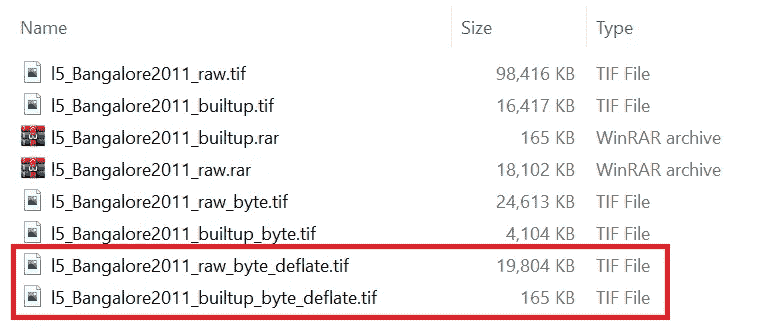 Name Size Type
l5_Bangalore2011_raw.tif 98,416 KB TIF File
l5_Bangalore2011_builtup.tif 16,417 KB TIF File
l5_Bangalore2011_builtup.rar 165 KB WinRAR archive
l5_Bangalore2011_raw.rar 18,102 KB WinRAR archive
l5_Bangalore2011_raw_byte.tif 24,613 KB TIF File
l5_Bangalore2011_builtup_byte.tif 4,104 KB TIF File
l5_Bangalore2011_raw_byte_deflate.tif 19,804 KB TIF File
l5_Bangalore2011_builtup_byte_deflate.tif 165 KB TIF File